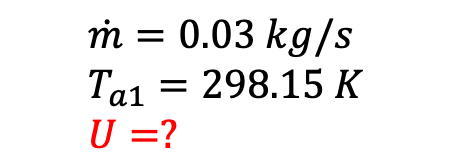 ṁ = 0.03 kg/s
Tₐ₁ = 298.15 K
U =?